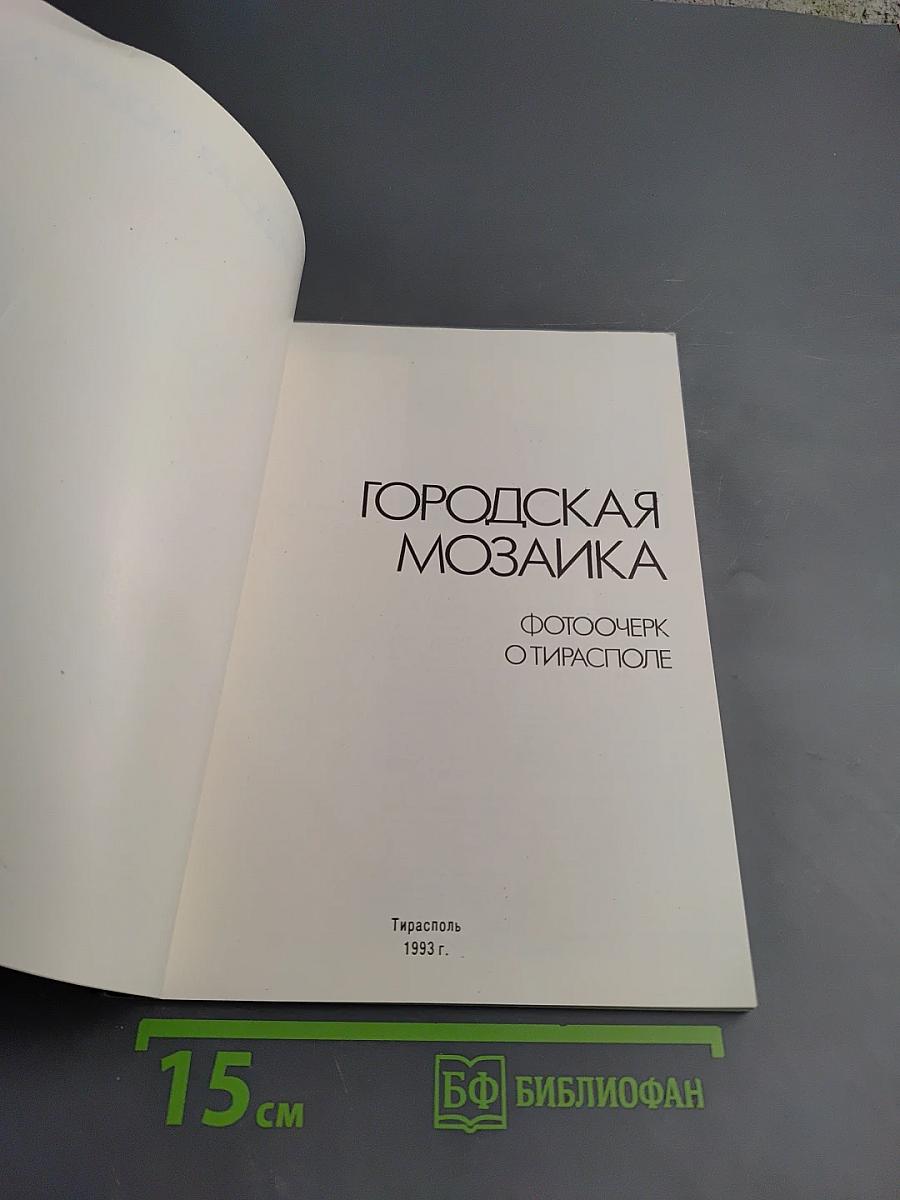 ГОРОДСКАЯ
МОЗАИКА
ФОТООЧЕРК
О ТИРАСПОЛЕ
Тирасполь
1993 г.
15 см
БФ БИБЛИОФАН